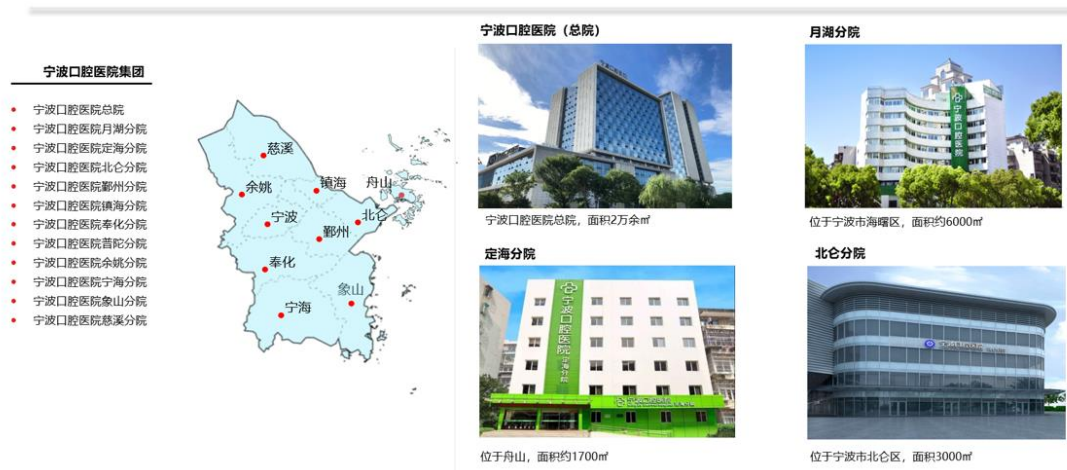 宁波口腔医院集团
宁波口腔医院总院
宁波口腔医院月湖分院
宁波口腔医院定海分院
宁波口腔医院北仑分院
宁波口腔医院鄞州分院
宁波口腔医院镇海分院
宁波口腔医院奉化分院
宁波口腔医院普陀分院
宁波口腔医院余姚分院
宁波口腔医院宁海分院
宁波口腔医院象山分院
宁波口腔医院慈溪分院
慈溪
余姚
镇海
舟山
宁波
北仑
鄞州
奉化
象山
宁海
宁波口腔医院（总院）
宁波口腔医院总院，面积2万余㎡
月湖分院
宁波口腔医院
位于宁波市海曙区，面积约6000㎡
定海分院
宁波口腔医院
定海分院
宁波口腔医院
位于舟山，面积约1700㎡
北仑分院
位于宁波市北仑区，面积3000㎡